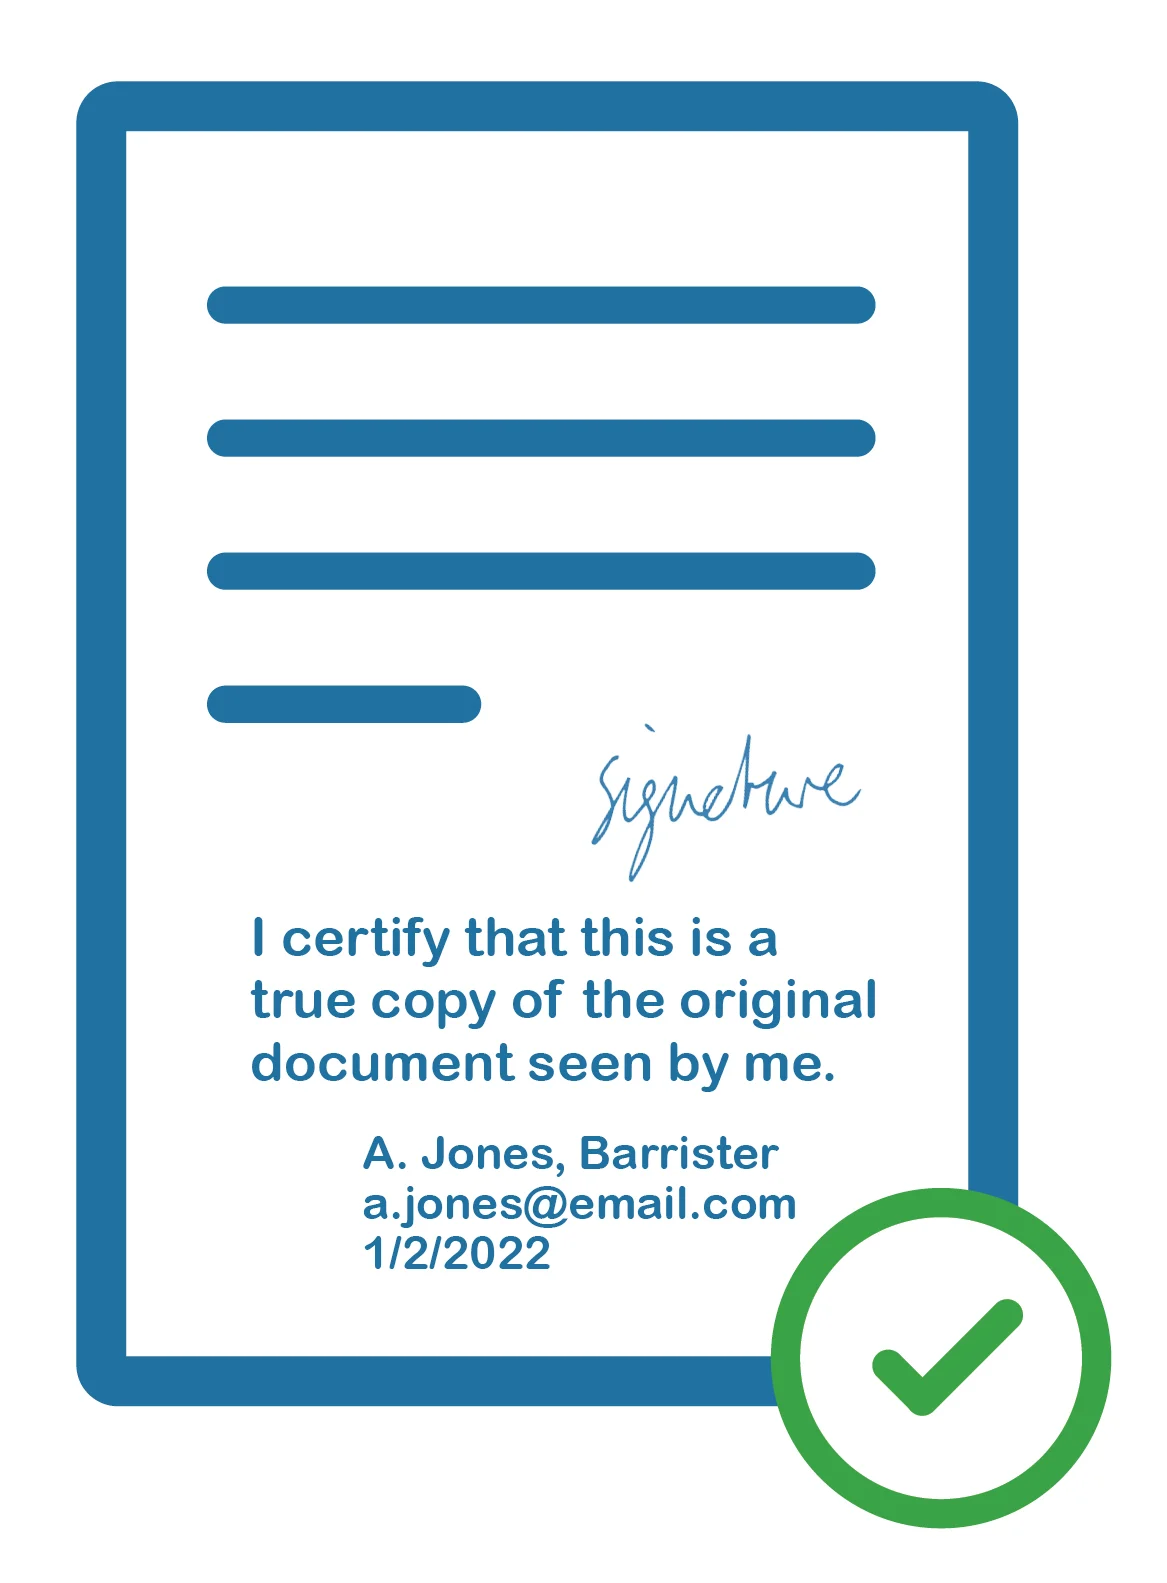 signature
I certify that this is a
true copy of the original
document seen by me.
A. Jones, Barrister
a.jones@email.com
1/2/2022